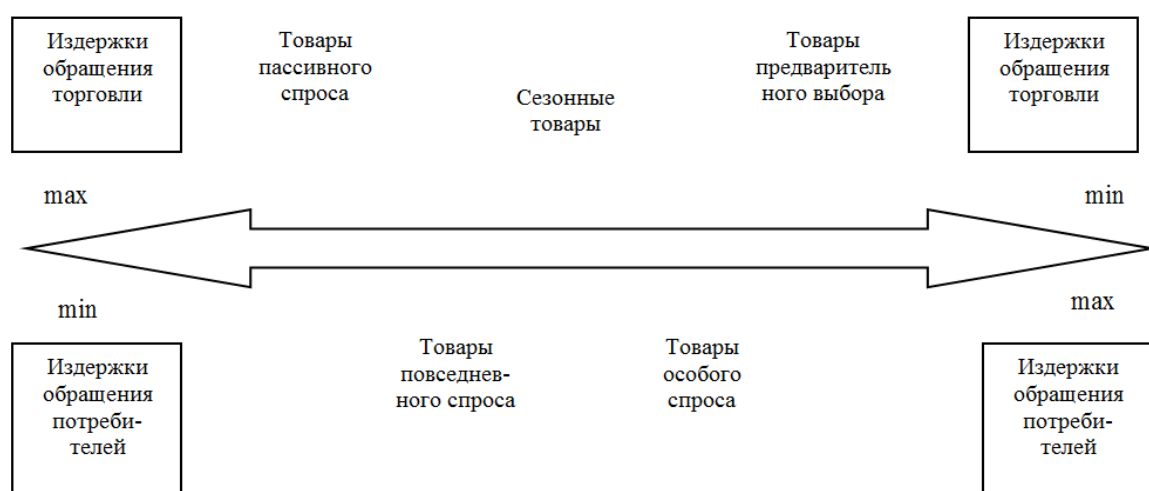 Издержки
обращения
торговли
Товары
пассивного
спроса
Сезонные
товары
Товары
предваритель
ного выбора
Издержки
обращения
торговли
max
min
min
max
Издержки
обращения
потреби-
телей
Товары
повседнев-
ного спроса
Товары
особого
спроса
Издержки
обращения
потреби-
телей